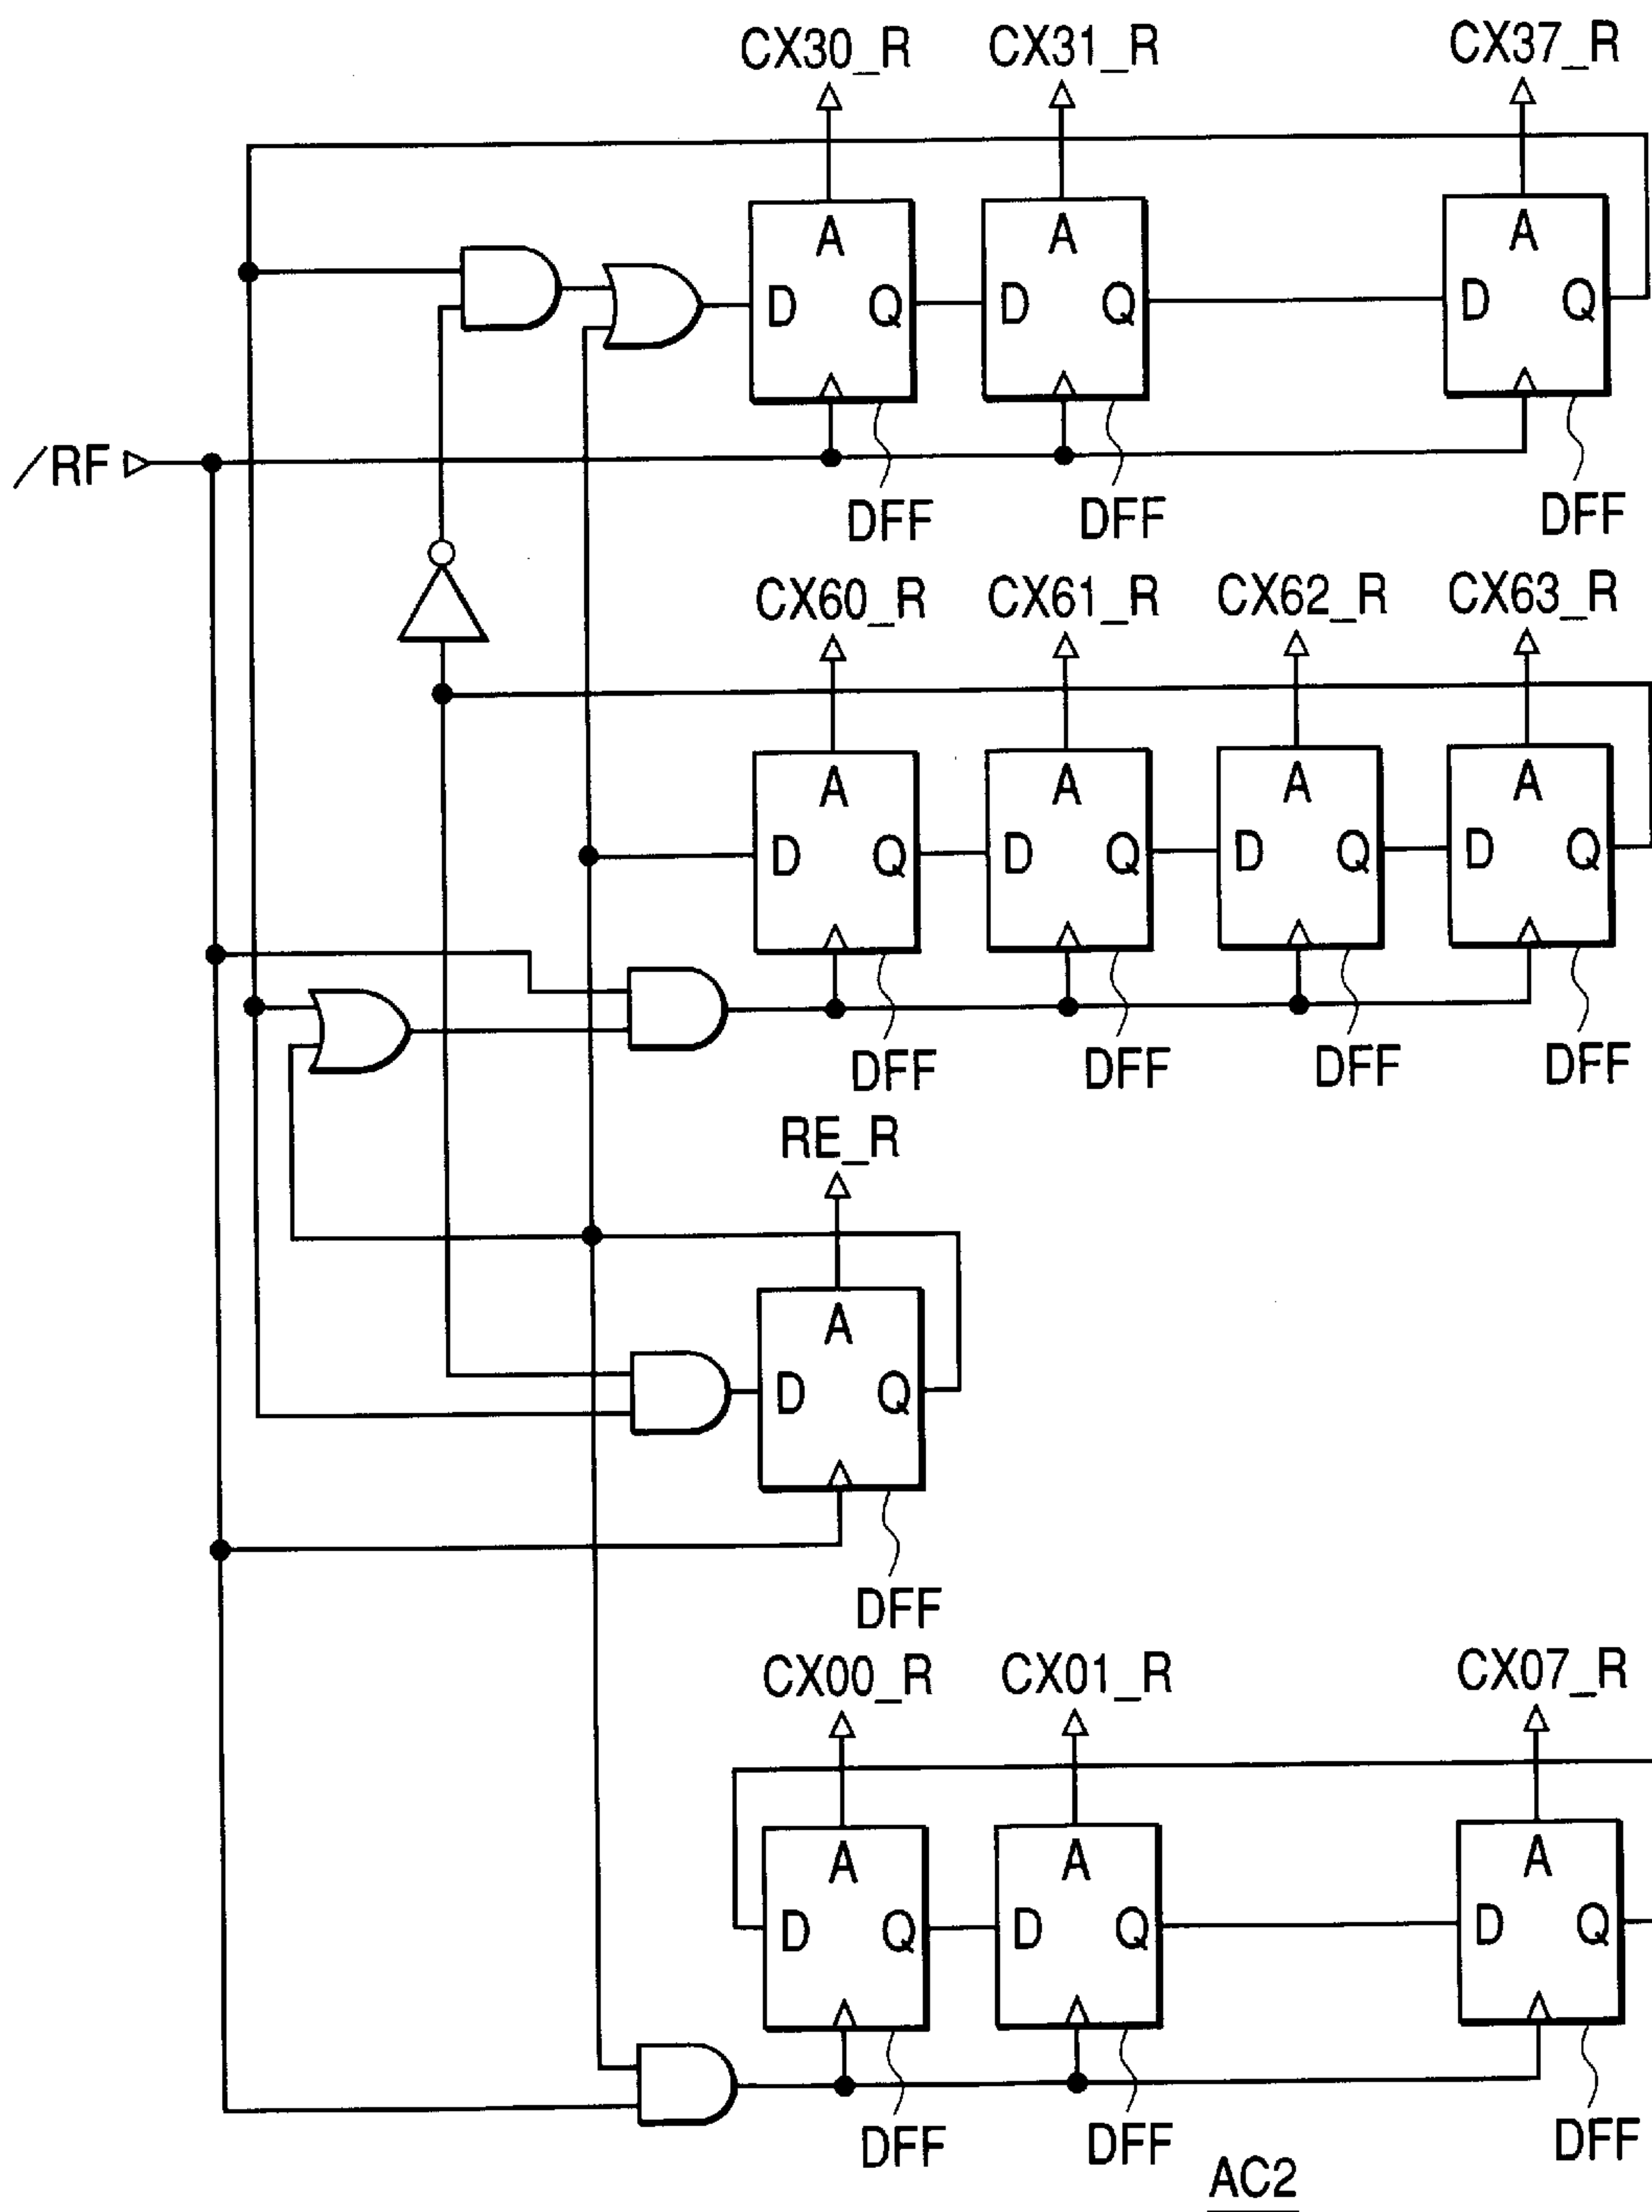 CX30_R CX31_R CX37_R
A A A
D Q D Q D Q
/RF
DFF DFF DFF
CX60_R CX61_R CX62_R CX63_R
A A A A
D Q D Q D Q D Q
DFF DFF DFF DFF
RE_R
A
D Q
DFF
CX00_R CX01_R CX07_R
A A A
D Q D Q D Q
DFF DFF DFF
AC2